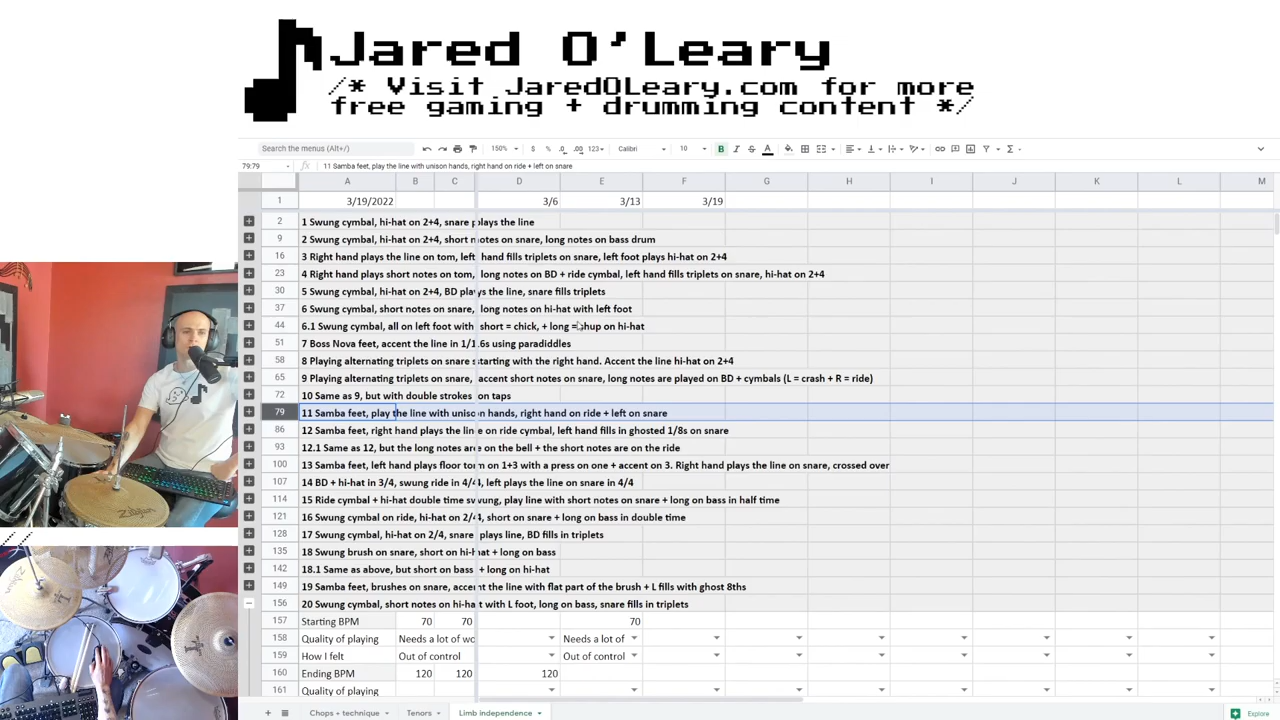 Jared O'Leary
/* Visit JaredOLeary.com for more
free gaming + drumming content */
Search the menus (Alt+/)
150%
$ % .0 .00 123
Calibri
10
B I S A
79:79
fx 11 Samba feet, play the line with unison hands, right hand on ride + left on snare
A B C D E F G H I J K L M
1 3/19/2022 3/6 3/13 3/19
2 1 Swung cymbal, hi-hat on 2+4, snare plays the line
9 2 Swung cymbal, hi-hat on 2+4, short notes on snare, long notes on bass drum
16 3 Right hand plays the line on tom, left hand fills triplets on snare, left foot plays hi-hat on 2+4
23 4 Right hand plays short notes on tom, long notes on BD + ride cymbal, left hand fills triplets on snare, hi-hat on 2+4
30 5 Swung cymbal, hi-hat on 2+4, BD plays the line, snare fills triplets
37 6 Swung cymbal, short notes on snare, long notes on hi-hat with left foot
44 6.1 Swung cymbal, all on left foot with short = chick, + long = shup on hi-hat
51 7 Boss Nova feet, accent the line in 1/16s using paradiddles
58 8 Playing alternating triplets on snare starting with the right hand. Accent the line hi-hat on 2+4
65 9 Playing alternating triplets on snare, accent short notes on snare, long notes are played on BD + cymbals (L = crash + R = ride)
72 10 Same as 9, but with double strokes on taps
79 11 Samba feet, play the line with unison hands, right hand on ride + left on snare
86 12 Samba feet, right hand plays the line on ride cymbal, left hand fills in ghosted 1/8s on snare
93 12.1 Same as 12, but the long notes are on the bell + the short notes are on the ride
100 13 Samba feet, left hand plays floor tom on 1+3 with a press on one + accent on 3. Right hand plays the line on snare, crossed over
107 14 BD + hi-hat in 3/4, swung ride in 4/4, left plays the line on snare in 4/4
114 15 Ride cymbal + hi-hat double time swung, play line with short notes on snare + long on bass in half time
121 16 Swung cymbal on ride, hi-hat on 2/4, short on snare + long on bass in double time
128 17 Swung cymbal, hi-hat on 2/4, snare plays line, BD fills in triplets
135 18 Swung brush on snare, short on hi-hat + long on bass
142 18.1 Same as above, but short on bass + long on hi-hat
149 19 Samba feet, brushes on snare, accent the line with flat part of the brush + L fills with ghost 8ths
156 20 Swung cymbal, short notes on hi-hat with L foot, long on bass, snare fills in triplets
157 Starting BPM 70 70 70
158 Quality of playing Needs a lot of wo Needs a lot of
159 How I felt Out of control Out of control
160 Ending BPM 120 120 120
161 Quality of playing
Chops + technique Tenors Limb independence Explore